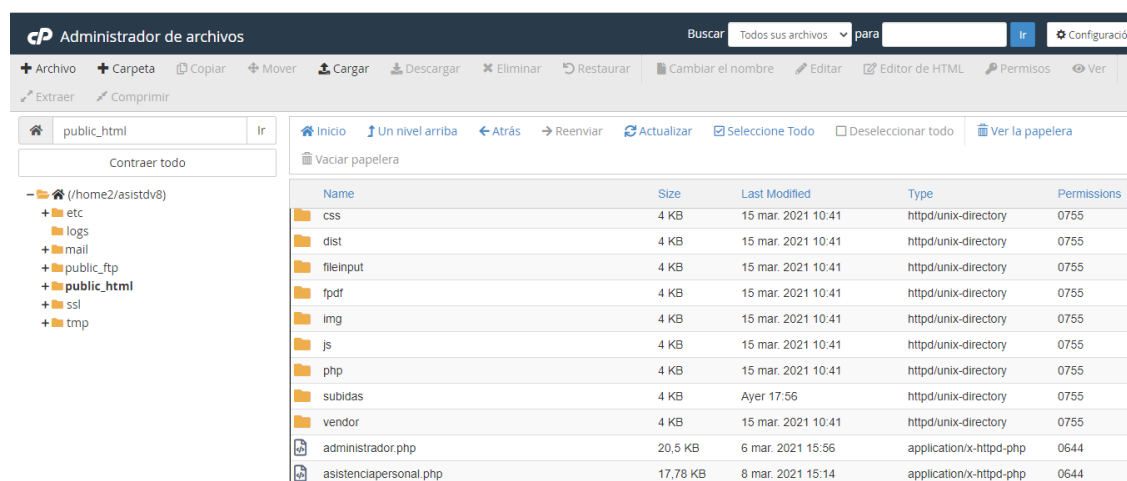 cP Administrador de archivos Buscar Todos sus archivos para Ir Configuració
Archivo Carpeta Copiar Mover Cargar Descargar Eliminar Restaurar Cambiar el nombre Editar Editor de HTML Permisos Ver
Extraer Comprimir
public_html Ir
Contraer todo
(/home2/asistdv8)
etc
logs
mail
public_ftp
public_html
ssl
tmp
Inicio Un nivel arriba Atrás Reenviar Actualizar Seleccione Todo Deseleccionar todo Ver la papelera
Vaciar papelera
Name Size Last Modified Type Permissions
css 4 KB 15 mar. 2021 10:41 httpd/unix-directory 0755
dist 4 KB 15 mar. 2021 10:41 httpd/unix-directory 0755
fileinput 4 KB 15 mar. 2021 10:41 httpd/unix-directory 0755
fpdf 4 KB 15 mar. 2021 10:41 httpd/unix-directory 0755
img 4 KB 15 mar. 2021 10:41 httpd/unix-directory 0755
js 4 KB 15 mar. 2021 10:41 httpd/unix-directory 0755
php 4 KB 15 mar. 2021 10:41 httpd/unix-directory 0755
subidas 4 KB Ayer 17:56 httpd/unix-directory 0755
vendor 4 KB 15 mar. 2021 10:41 httpd/unix-directory 0755
administrador.php 20,5 KB 6 mar. 2021 15:56 application/x-httpd-php 0644
asistenciapersonal.php 17,78 KB 8 mar. 2021 15:14 application/x-httpd-php 0644